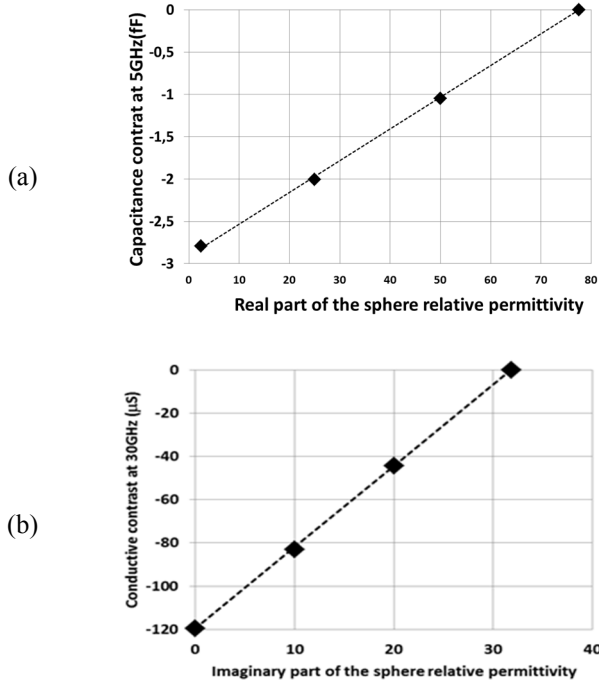 0
-0,5
-1
-1,5
-2
-2,5
-3
0 10 20 30 40 50 60 70 80
Capacitance contrat at 5GHz(fF)
Real part of the sphere relative permittivity
(a)
0
-20
-40
-60
-80
-100
-120
0 10 20 30 40
Conductive contrast at 30GHz (µS)
Imaginary part of the sphere relative permittivity
(b)